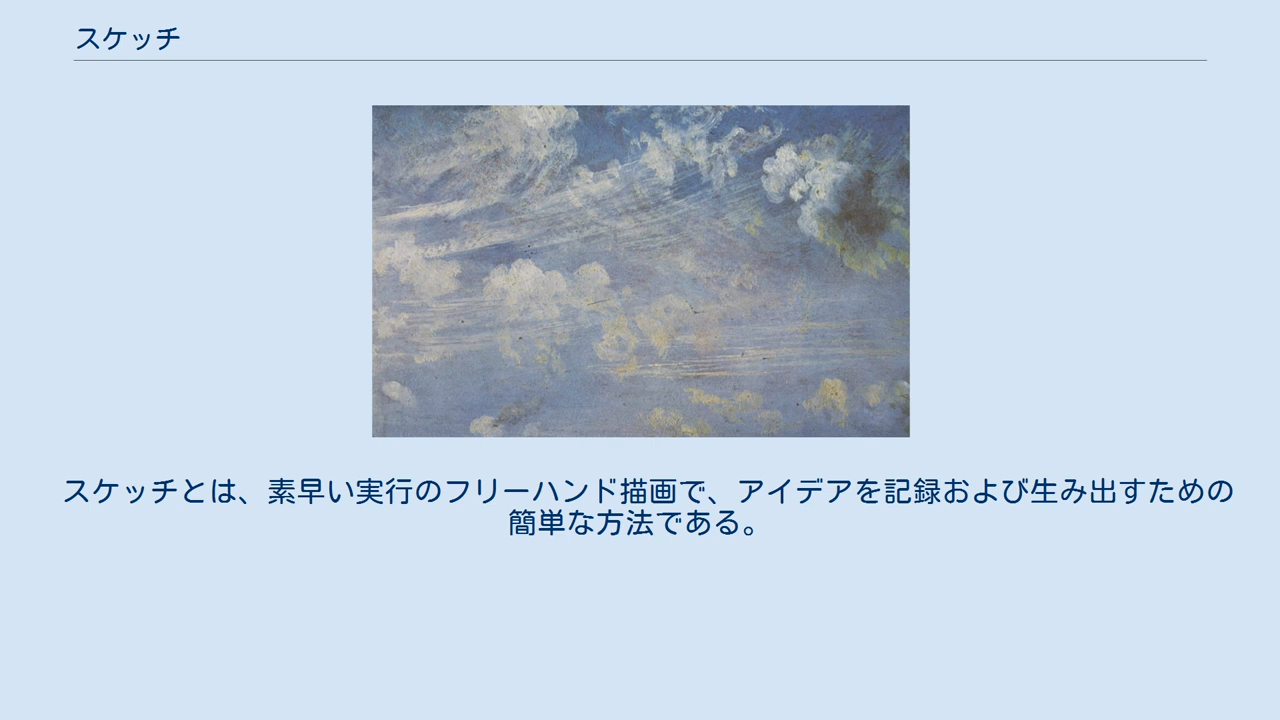 スケッチ
スケッチとは、素早い実行のフリーハンド描画で、アイデアを記録および生み出すための
簡単な方法である。